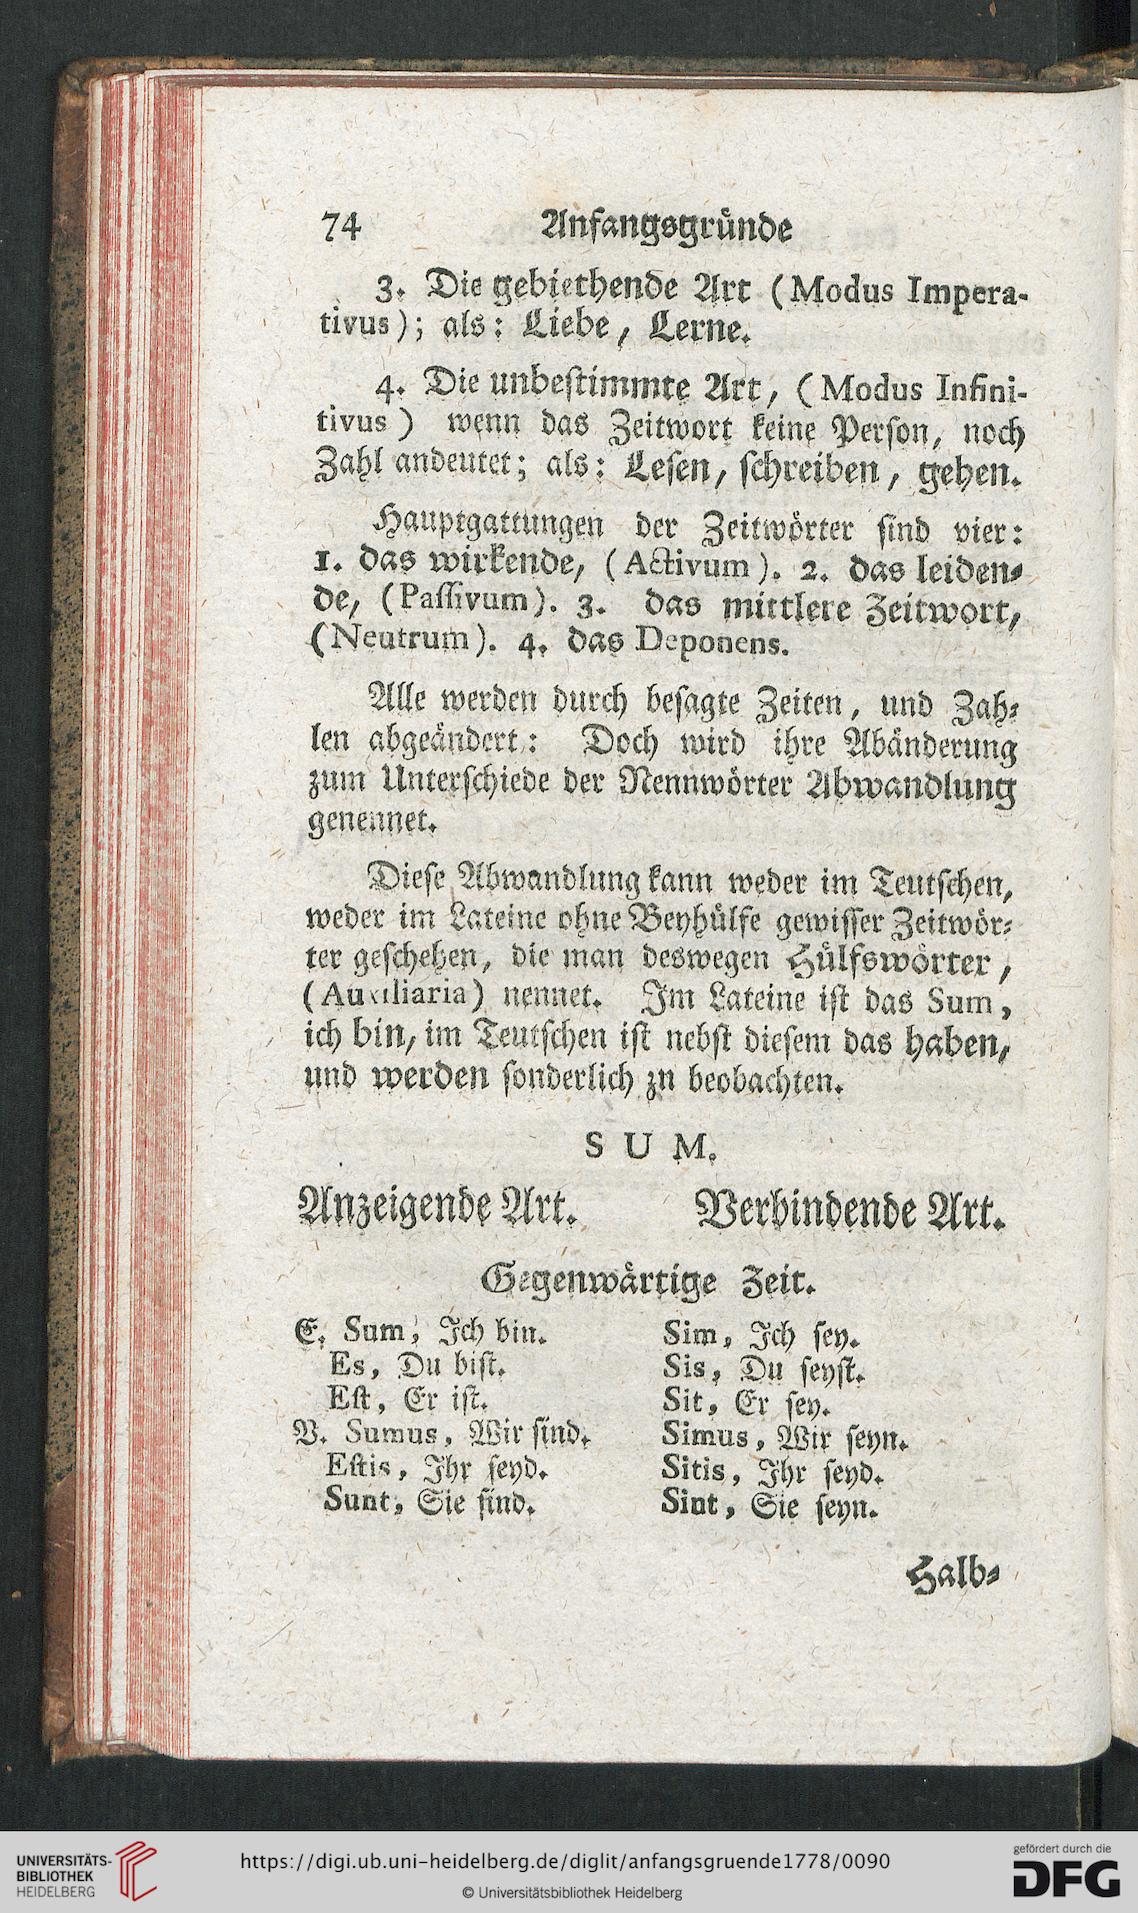 74 Anfangsgründe
3. Die gebiethende Art (Modus Impera-
tivus); als: Liebe, Lerne.
4. Die unbestimmte Art, (Modus Infini-
tivus) wenn das Zeitwort keine Person, noch
Zahl andeutet; als: Lesen, schreiben, gehen.
Hauptgattungen der Zeitwörter sind vier:
1. das wirkende, (Activum). 2. das leiden-
de, (Passivum). 3. das mittlere Zeitwort,
(Neutrum). 4. das Deponens.
Alle werden durch besagte Zeiten, und Zah-
len abgeändert: Doch wird ihre Abänderung
zum Unterschiede der Nennwörter Abwandlung
genennet.
Diese Abwandlung kann weder im Teutschen,
weder im Lateine ohne Beyhülfe gewisser Zeitwör-
ter geschehen, die man deswegen Hülfswörter,
(Auxiliaria) nennet. Im Lateine ist das Sum,
ich bin, im Teutschen ist nebst diesem das haben,
und werden sonderlich zu beobachten.
SUM.
Anzeigende Art. Verbindende Art.
Gegenwärtige Zeit.
E. Sum, Ich bin. Sim, Ich sey.
Es, Du bist. Sis, Du seyst.
Est, Er ist. Sit, Er sey.
V. Sumus, Wir sind. Simus, Wir seyn.
Estis, Ihr seyd. Sitis, Ihr seyd.
Sunt, Sie sind. Sint, Sie seyn.
Halb-
UNIVERSITÄTS-
BIBLIOTHEK
HEIDELBERG
https://digi.ub.uni-heidelberg.de/diglit/anfangsgruende1778/0090
© Universitätsbibliothek Heidelberg
gefördert durch die
DFG